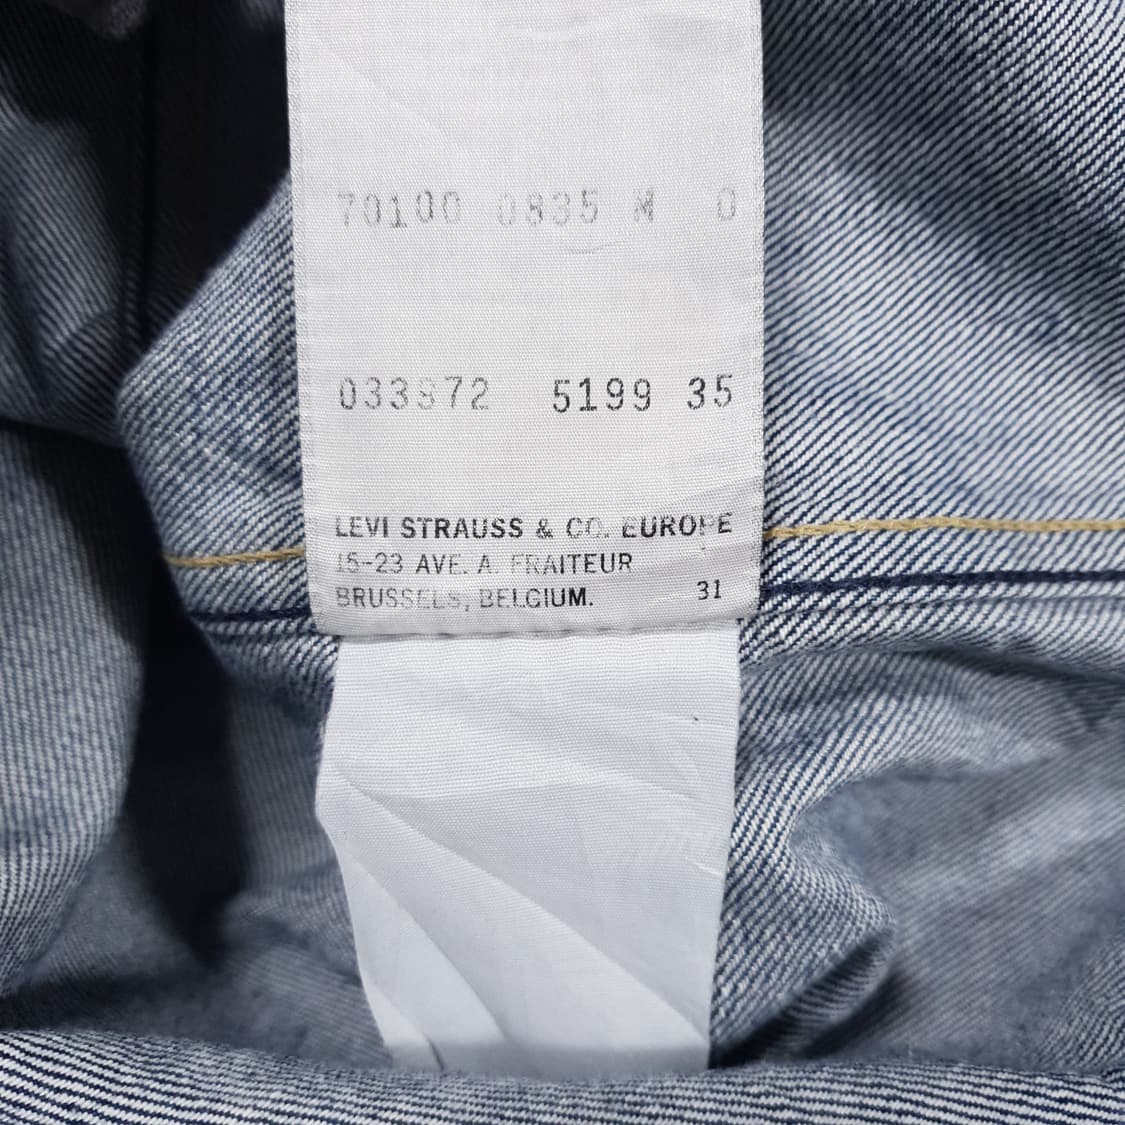 70100 0835 M 0
033872 5199 35
LEVI STRAUSS & CO. EUROPE
15-23 AVE. A. FRAITEUR
BRUSSELS, BELGIUM. 31